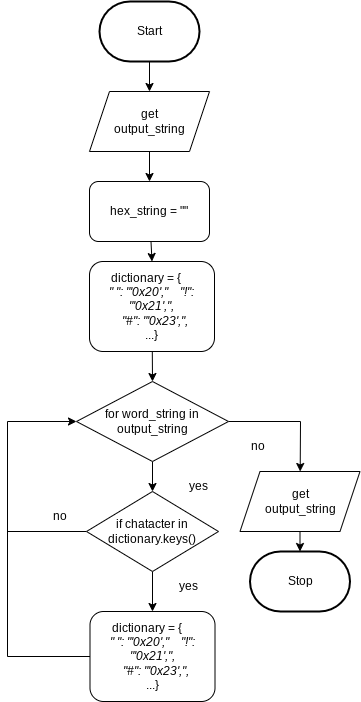 Start
get
output_string
hex_string = ""
dictionary = {
" ": "'0x20',"    "!":
"'0x21',",
"#": "'0x23',",
...}
for word_string in
output_string
no
yes
get
output_string
no
if chatacter in
dictionary.keys()
Stop
yes
dictionary = {
" ": "'0x20',"    "!":
"'0x21',",
"#": "'0x23',",
...}